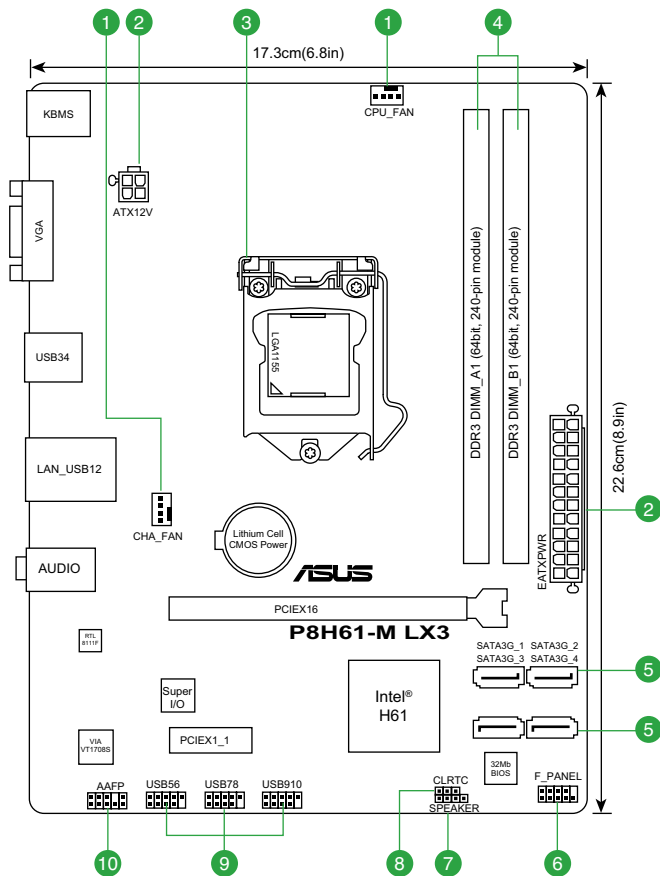 1
2
3
1
4
17.3cm(6.8in)
KBMS
CPU_FAN
ATX12V
VGA
DDR3 DIMM_A1 (64bit, 240-pin module)
DDR3 DIMM_B1 (64bit, 240-pin module)
22.6cm(8.9in)
LGA1155
USB34
LAN_USB12
CHA_FAN
Lithium Cell
CMOS Power
EATXPWR
2
AUDIO
ASUS
PCIEX16
P8H61-M LX3
RTL
8111F
SATA3G_1
SATA3G_2
SATA3G_3
SATA3G_4
5
Super
I/O
Intel®
H61
VIA
VT1708S
PCIEX1_1
5
32Mb
BIOS
AAFP
USB56
USB78
USB910
CLRTC
SPEAKER
F_PANEL
10
9
8
7
6